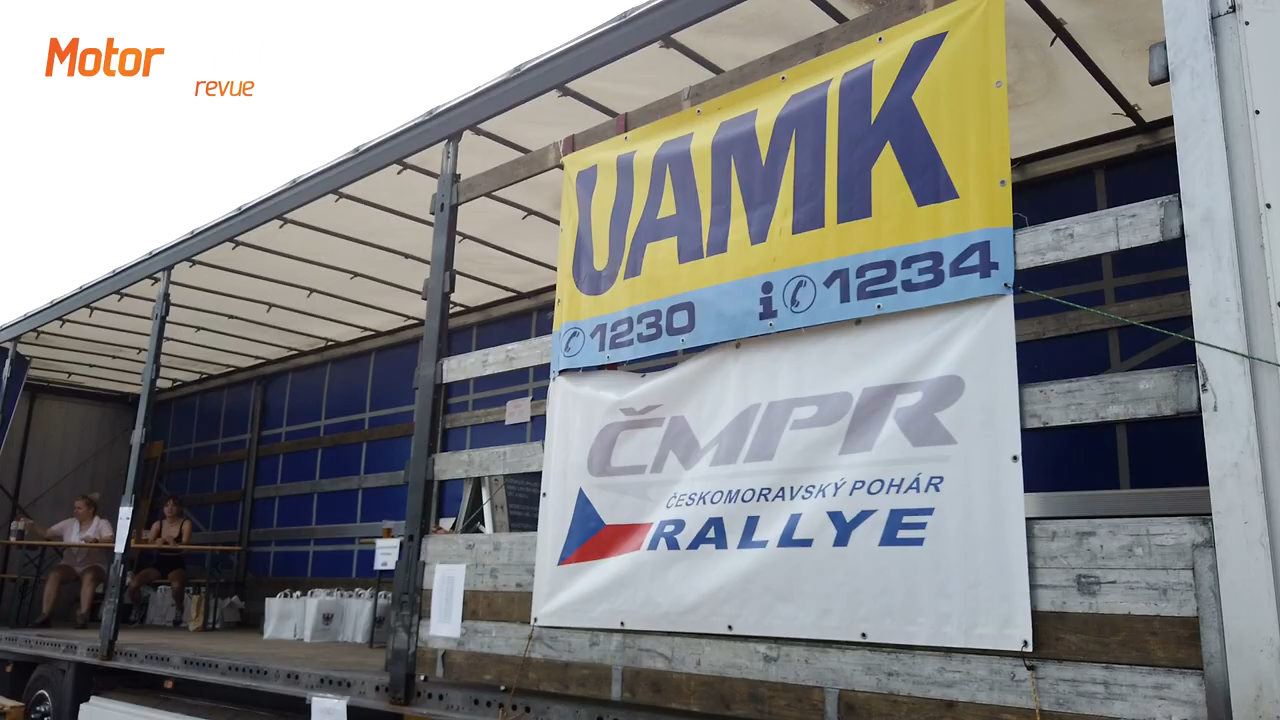 Motor
revue
UAMK
1230 i 1234
ČMPR
ČESKOMORAVSKÝ POHÁR
RALLYE